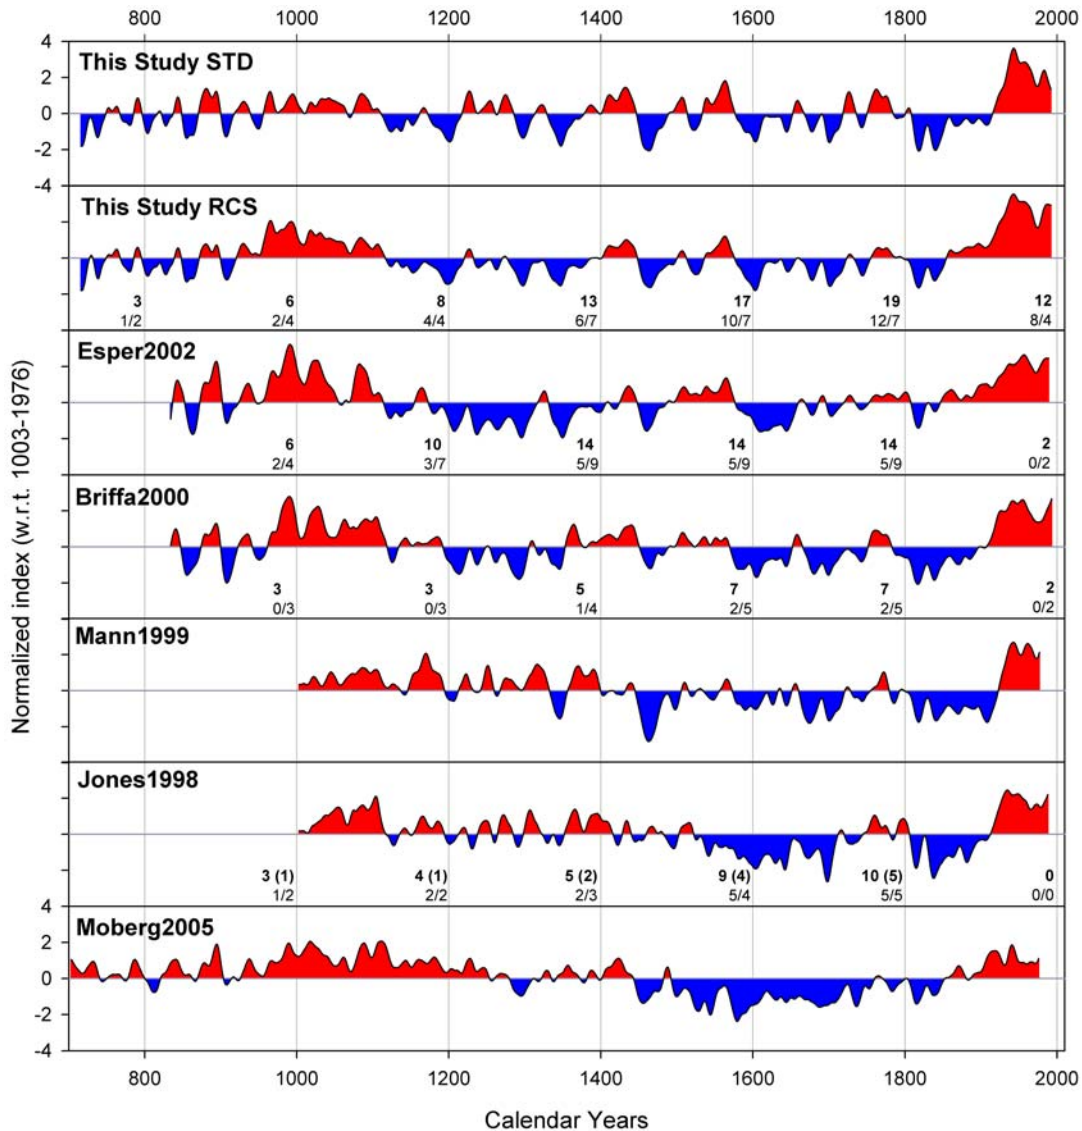 800 1000 1200 1400 1600 1800 2000
4
This Study STD
2
0
-2
-4
This Study RCS
3 6 8 13 17 19 12
1/2 2/4 4/4 6/7 10/7 12/7 8/4
Esper2002
6 10 14 14 14 2
2/4 3/7 5/9 5/9 5/9 0/2
Briffa2000
3 3 5 7 7 2
0/3 0/3 1/4 2/5 2/5 0/2
Mann1999
Jones1998
3 (1) 4 (1) 5 (2) 9 (4) 10 (5) 0
1/2 2/2 2/3 5/4 5/5 0/0
4
Moberg2005
2
0
-2
-4
800 1000 1200 1400 1600 1800 2000
Calendar Years
Normalized index (w.r.t. 1003-1976)